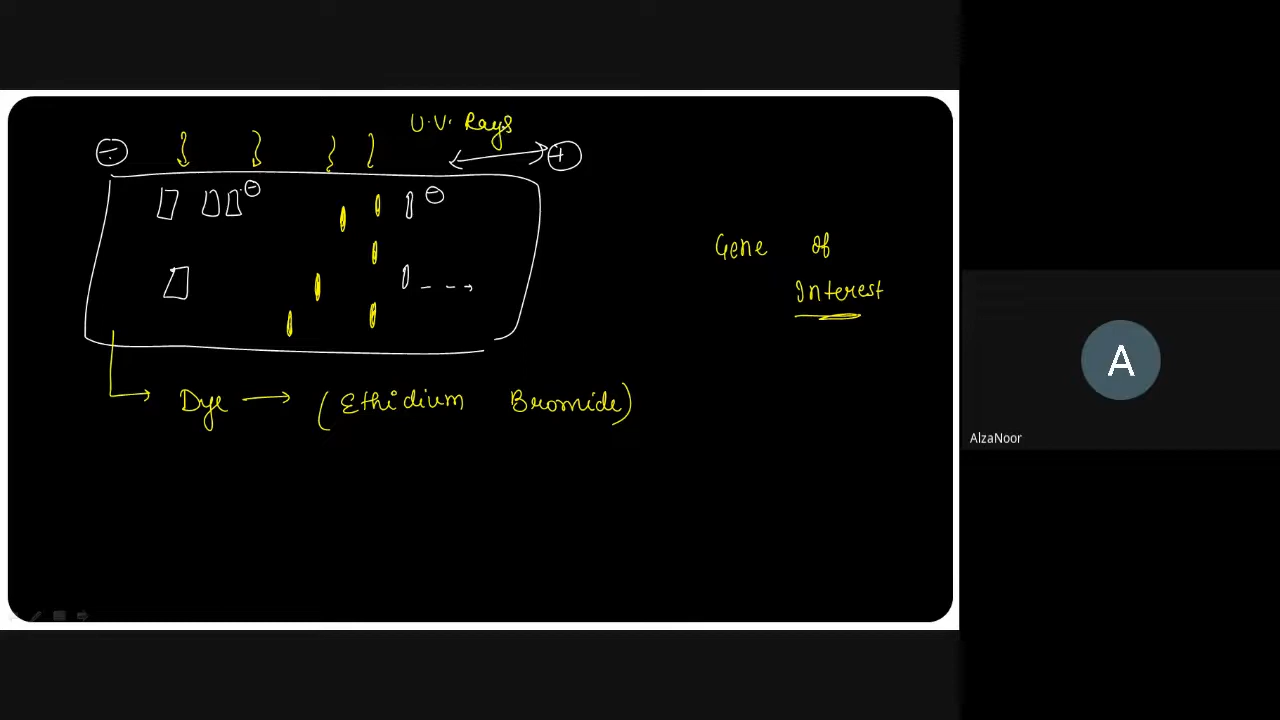 U.V. Rays
Gene of
Interest
Dye → (Ethidium Bromide)
A
AlzaNoor